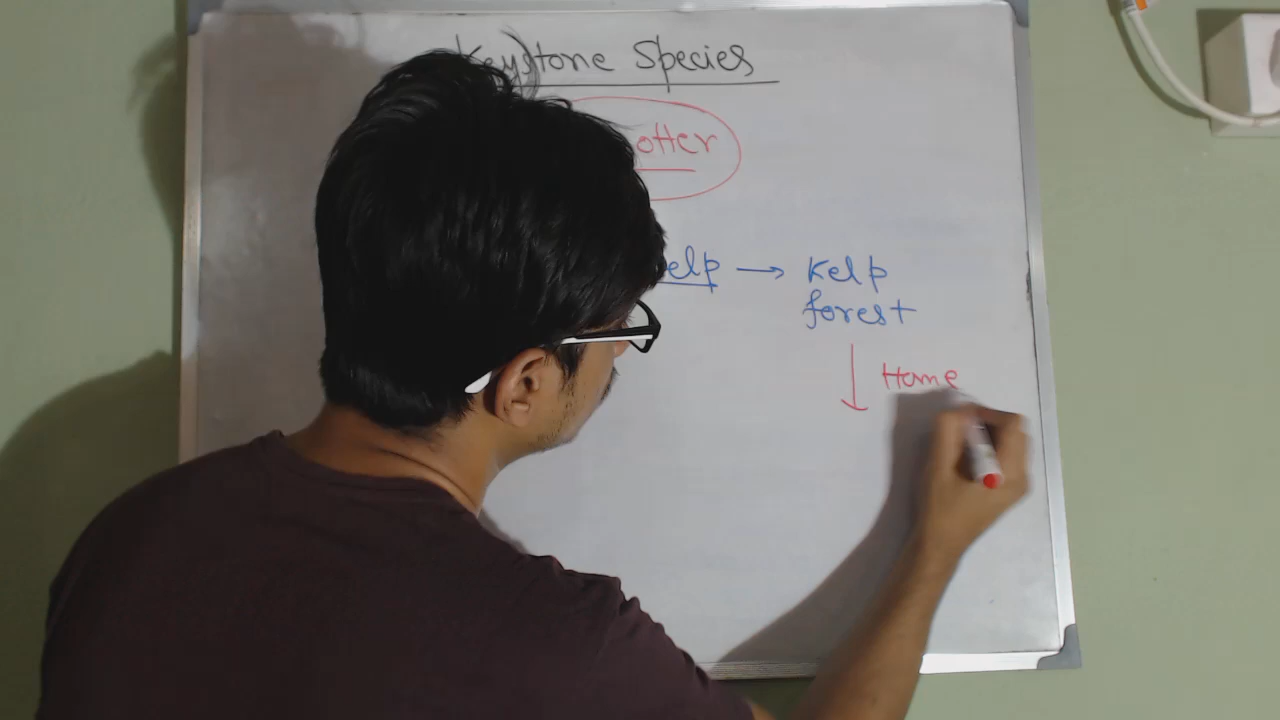 Keystone Species
otter
elp → Kelp
forest
↓ Home